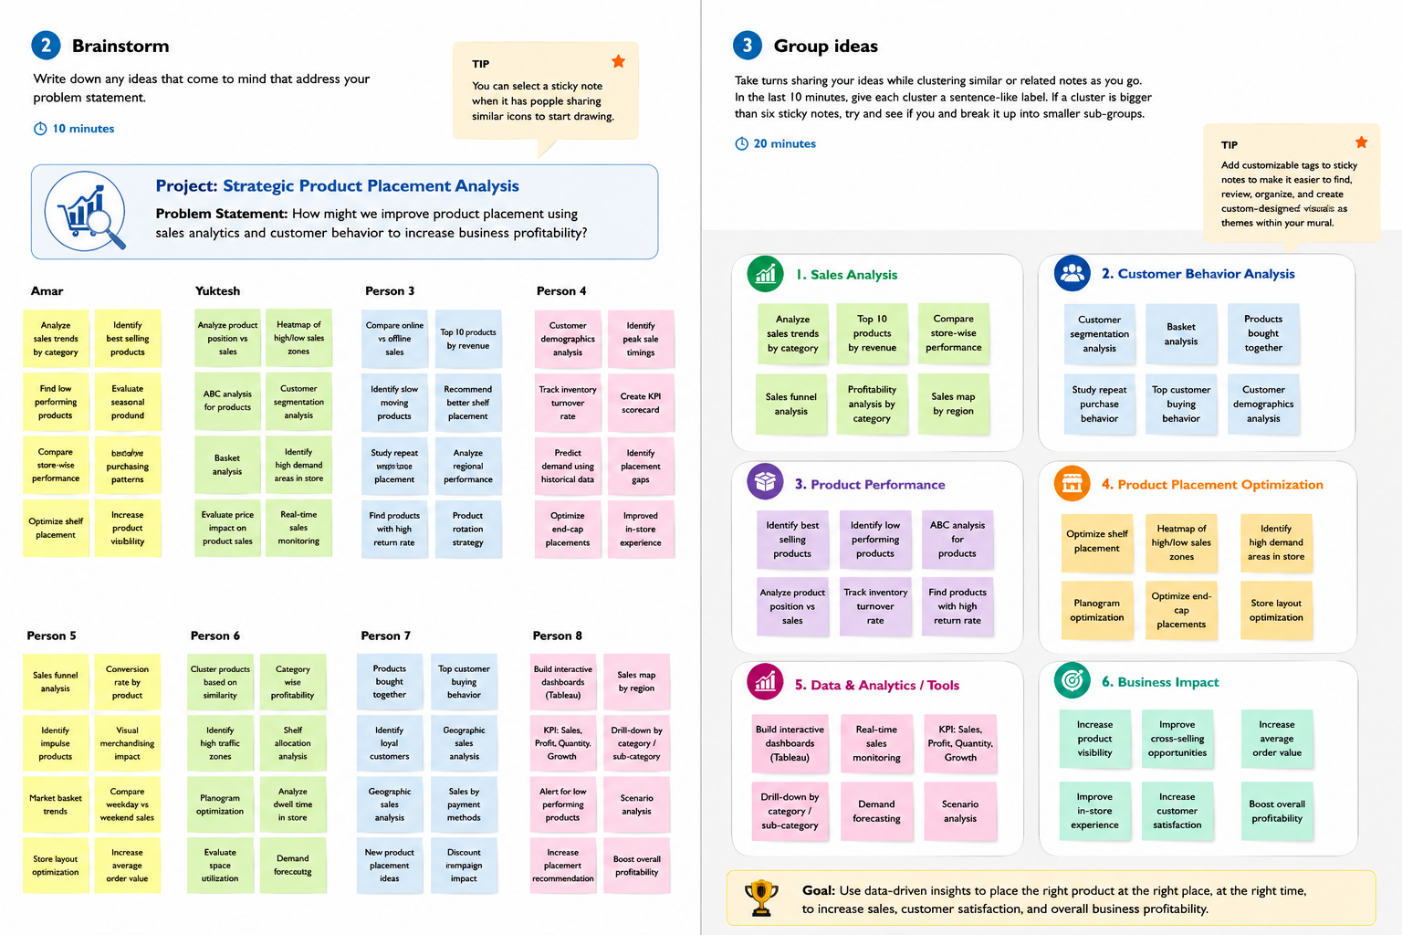 2 Brainstorm
Write down any ideas that come to mind that address your
problem statement.
10 minutes
TIP
You can select a sticky note
when it has popple sharing
similar icons to start drawing.
Project: Strategic Product Placement Analysis
Problem Statement: How might we improve product placement using
sales analytics and customer behavior to increase business profitability?
Amar
Analyze
sales trends
by category
Identify
best selling
products
Find low
performing
products
Evaluate
seasonal
prodund
Compare
store-wise
performance
purchasing
patterns
Optimize shelf
placement
Increase
product
visibility
Yuktesh
Analyze product
position vs
sales
Heatmap of
high/low sales
zones
ABC analysis
for products
Customer
segmentation
analysis
Basket
analysis
Identify
high demand
areas in store
Evaluate price
impact on
product sales
Real-time
sales
monitoring
Person 3
Compare online
vs offline
sales
Top 10 products
by revenue
Identify slow
moving
products
Recommend
better shelf
placement
Study repeat
placement
Analyze
regional
performance
Find products
with high
return rate
Product
rotation
strategy
Person 4
Customer
demographics
analysis
Identify
peak sale
timings
Track inventory
turnover
rate
Create KPI
scorecard
Predict
demand using
historical data
Identify
placement
gaps
Optimize
end-cap
placements
Improved
in-store
experience
Person 5
Sales funnel
analysis
Conversion
rate by
product
Identify
impulse
products
Visual
merchandising
impact
Market basket
trends
Compare
weekday vs
weekend sales
Store layout
optimization
Increase
average
order value
Person 6
Cluster products
based on
similarity
Category
wise
profitability
Identify
high traffic
zones
Shelf
allocation
analysis
Planogram
optimization
Analyze
dwell time
in store
Evaluate
space
utilization
Demand
Person 7
Products
bought
together
Top customer
buying
behavior
Identify
loyal
customers
Geographic
sales
analysis
Geographic
sales
analysis
Sales by
payment
methods
New product
placement
ideas
Discount
impact
Person 8
Build interactive
dashboards
(Tableau)
Sales map
by region
KPI: Sales,
Profit, Quantity,
Growth
Drill-down by
category /
sub-category
Alert for low
performing
products
Scenario
analysis
Increase
placement
recommendation
Boost overall
profitability
3 Group ideas
Take turns sharing your ideas while clustering similar or related notes as you go.
In the last 10 minutes, give each cluster a sentence-like label. If a cluster is bigger
than six sticky notes, try and see if you and break it up into smaller sub-groups.
20 minutes
TIP
Add customizable tags to sticky
notes to make it easier to find,
review, organize, and create
custom-designed visuals as
themes within your mural.
1. Sales Analysis
Analyze
sales trends
by category
Top 10
products
by revenue
Compare
store-wise
performance
Sales funnel
analysis
Profitability
analysis by
category
Sales map
by region
2. Customer Behavior Analysis
Customer
segmentation
analysis
Basket
analysis
Products
bought
together
Study repeat
purchase
behavior
Top customer
buying
behavior
Customer
demographics
analysis
3. Product Performance
Identify best
selling
products
Identify low
performing
products
ABC analysis
for
products
Analyze product
position vs
sales
Track inventory
turnover
rate
Find products
with high
return rate
4. Product Placement Optimization
Optimize shelf
placement
Heatmap of
high/low sales
zones
Identify
high demand
areas in store
Planogram
optimization
Optimize end-
cap
placements
Store layout
optimization
5. Data & Analytics / Tools
Build interactive
dashboards
(Tableau)
Real-time
sales
monitoring
KPI: Sales,
Profit, Quantity,
Growth
Drill-down by
category /
sub-category
Demand
forecasting
Scenario
analysis
6. Business Impact
Increase
product
visibility
Improve
cross-selling
opportunities
Increase
average
order value
Improve
in-store
experience
Increase
customer
satisfaction
Boost overall
profitability
Goal: Use data-driven insights to place the right product at the right place, at the right time,
to increase sales, customer satisfaction, and overall business profitability.